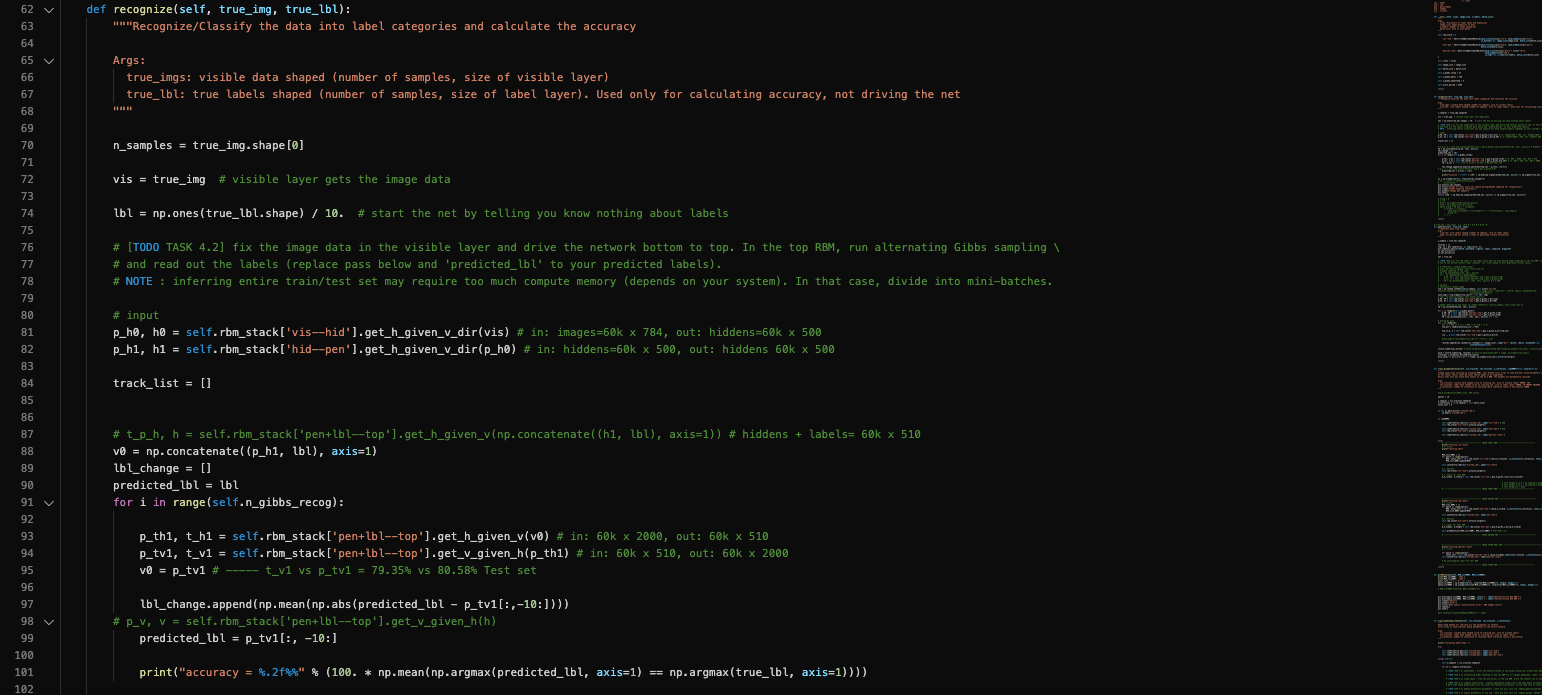 62 def recognize(self, true_img, true_lbl):
63 """Recognize/Classify the data into label categories and calculate the accuracy
64
65 Args:
66 true_imgs: visible data shaped (number of samples, size of visible layer)
67 true_lbl: true labels shaped (number of samples, size of label layer). Used only for calculating accuracy, not driving the net
68 """
69
70 n_samples = true_img.shape[0]
71
72 vis = true_img  # visible layer gets the image data
73
74 lbl = np.ones(true_lbl.shape) / 10.  # start the net by telling you know nothing about labels
75
76 # [TODO TASK 4.2] fix the image data in the visible layer and drive the network bottom to top. In the top RBM, run alternating Gibbs sampling \
77 # and read out the labels (replace pass below and 'predicted_lbl' to your predicted labels).
78 # NOTE : inferring entire train/test set may require too much compute memory (depends on your system). In that case, divide into mini-batches.
79
80 # input
81 p_h0, h0 = self.rbm_stack['vis--hid'].get_h_given_v_dir(vis) # in: images=60k x 784, out: hiddens=60k x 500
82 p_h1, h1 = self.rbm_stack['hid--pen'].get_h_given_v_dir(p_h0) # in: hiddens=60k x 500, out: hiddens 60k x 500
83
84 track_list = []
85
86
87 # t_p_h, h = self.rbm_stack['pen+lbl--top'].get_h_given_v(np.concatenate((h1, lbl), axis=1)) # hiddens + labels= 60k x 510
88 v0 = np.concatenate((p_h1, lbl), axis=1)
89 lbl_change = []
90 predicted_lbl = lbl
91 for i in range(self.n_gibbs_recog):
92
93 p_th1, t_h1 = self.rbm_stack['pen+lbl--top'].get_h_given_v(v0) # in: 60k x 2000, out: 60k x 510
94 p_tv1, t_v1 = self.rbm_stack['pen+lbl--top'].get_v_given_h(p_th1) # in: 60k x 510, out: 60k x 2000
95 v0 = p_tv1 # ----- t_v1 vs p_tv1 = 79.35% vs 80.58% Test set
96
97 lbl_change.append(np.mean(np.abs(predicted_lbl - p_tv1[:,-10:])))
98 # p_v, v = self.rbm_stack['pen+lbl--top'].get_v_given_h(h)
99 predicted_lbl = p_tv1[:, -10:]
100
101 print("accuracy = %.2f%%" % (100. * np.mean(np.argmax(predicted_lbl, axis=1) == np.argmax(true_lbl, axis=1))))
102